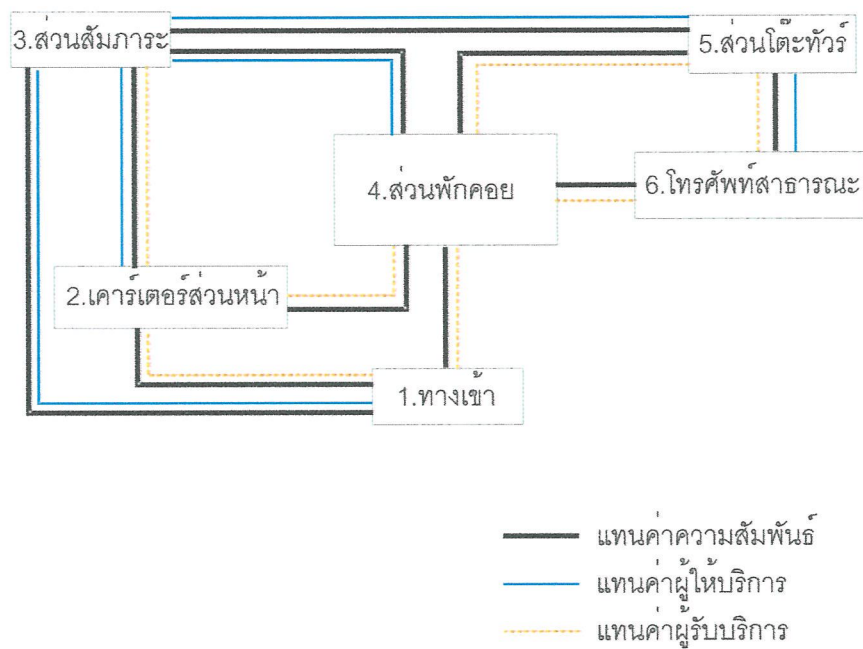 3.ส่วนสัมภาระ
5.ส่วนโต๊ะทัวร์
4.ส่วนพักคอย
6.โทรศัพท์สาธารณะ
2.เคาร์เตอร์ส่วนหน้า
1.ทางเข้า
แทนค่าความสัมพันธ์
แทนค่าผู้ให้บริการ
แทนค่าผู้รับบริการ